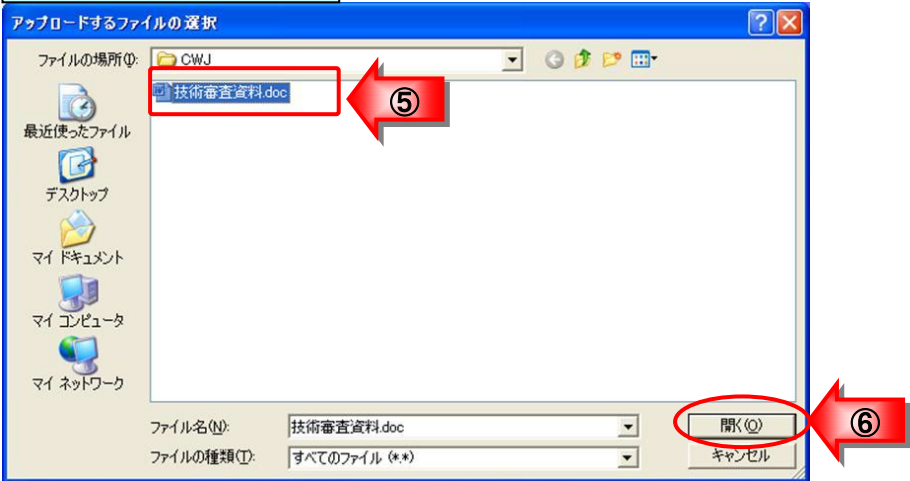 アップロードするファイルの選択
ファイルの場所(I):
CWJ
技術審査資料.doc
⑤
最近使ったファイル
デスクトップ
マイ ドキュメント
マイ コンピュータ
マイ ネットワーク
ファイル名(N):
技術審査資料.doc
開く(O)
⑥
ファイルの種類(T):
すべてのファイル (*.*)
キャンセル